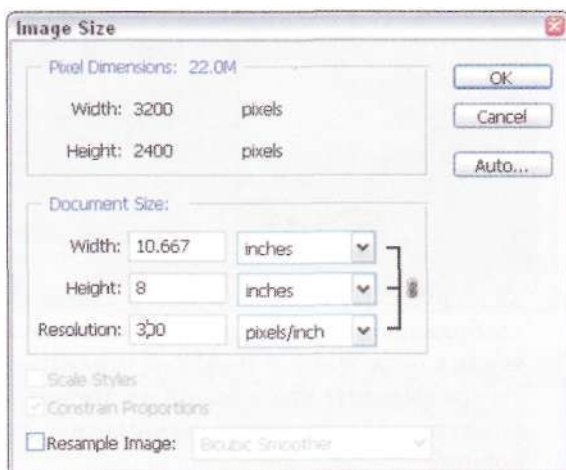 Image Size
Pixel Dimensions: 22.0M
Width: 3200 pixels
Height: 2400 pixels
OK
Cancel
Auto...
Document Size:
Width: 10.667 inches
Height: 8 inches
Resolution: 300 pixels/inch
Scale Styles
Constrain Proportions
Resample Image: Bicubic Smoother